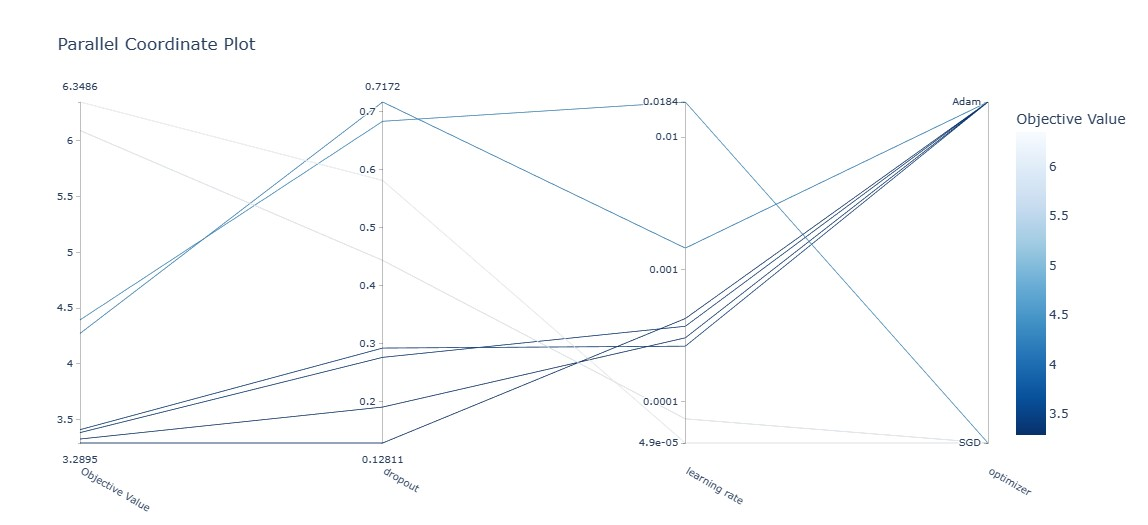 Parallel Coordinate Plot
6.3486
0.7172
0.0184
Adam
Objective Value
0.7
6
0.01
6
0.6
5.5
5.5
0.5
5
0.001
5
0.4
4.5
4.5
0.3
4
4
0.2
0.0001
3.5
3.5
4.9e-05
SGD
3.2895
0.12811
Objective Value
dropout
learning rate
optimizer